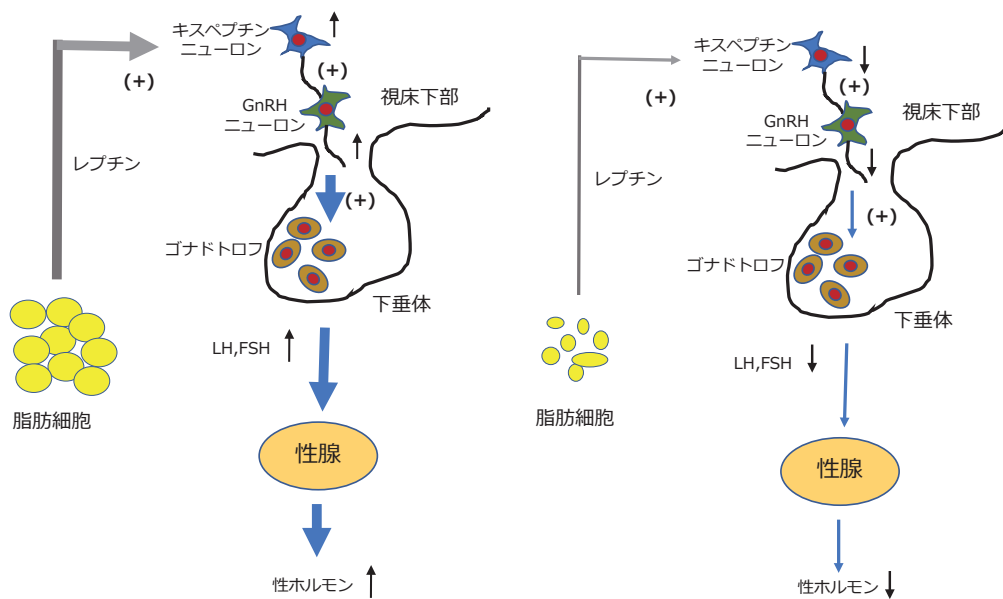 キスペプチン
ニューロン
(+)
(+)
GnRH
ニューロン
視床下部
レプチン
(+)
ゴナドトロフ
下垂体
LH,FSH
脂肪細胞
性腺
性ホルモン
キスペプチン
ニューロン
(+)
(+)
GnRH
ニューロン
視床下部
レプチン
(+)
ゴナドトロフ
下垂体
LH,FSH
脂肪細胞
性腺
性ホルモン